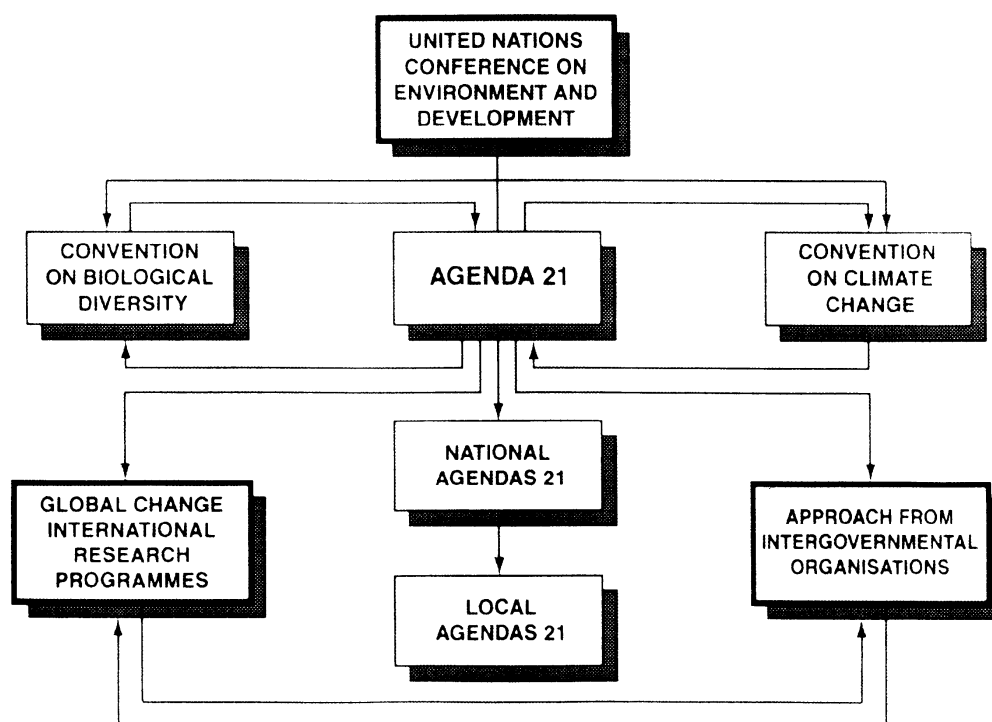 UNITED NATIONS
CONFERENCE ON
ENVIRONMENT AND
DEVELOPMENT
CONVENTION
ON BIOLOGICAL
DIVERSITY
AGENDA 21
CONVENTION
ON CLIMATE
CHANGE
NATIONAL
AGENDAS 21
GLOBAL CHANGE
INTERNATIONAL
RESEARCH
PROGRAMMES
APPROACH FROM
INTERGOVERNMENTAL
ORGANISATIONS
LOCAL
AGENDAS 21